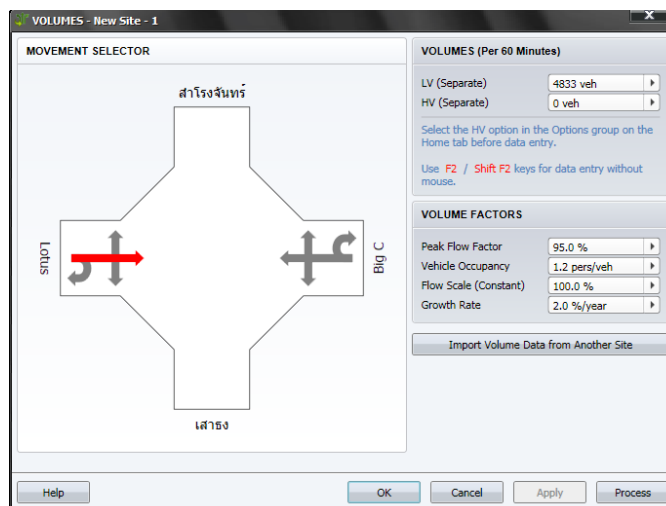 VOLUMES - New Site - 1
X
MOVEMENT SELECTOR
สาโรงจันทร์
Lotus
Big C
เสาธง
VOLUMES (Per 60 Minutes)
LV (Separate) 4833 veh
HV (Separate) 0 veh
Select the HV option in the Options group on the
Home tab before data entry.
Use F2 / Shift F2 keys for data entry without
mouse.
VOLUME FACTORS
Peak Flow Factor 95.0 %
Vehicle Occupancy 1.2 pers/veh
Flow Scale (Constant) 100.0 %
Growth Rate 2.0 %/year
Import Volume Data from Another Site
Help
OK
Cancel
Apply
Process